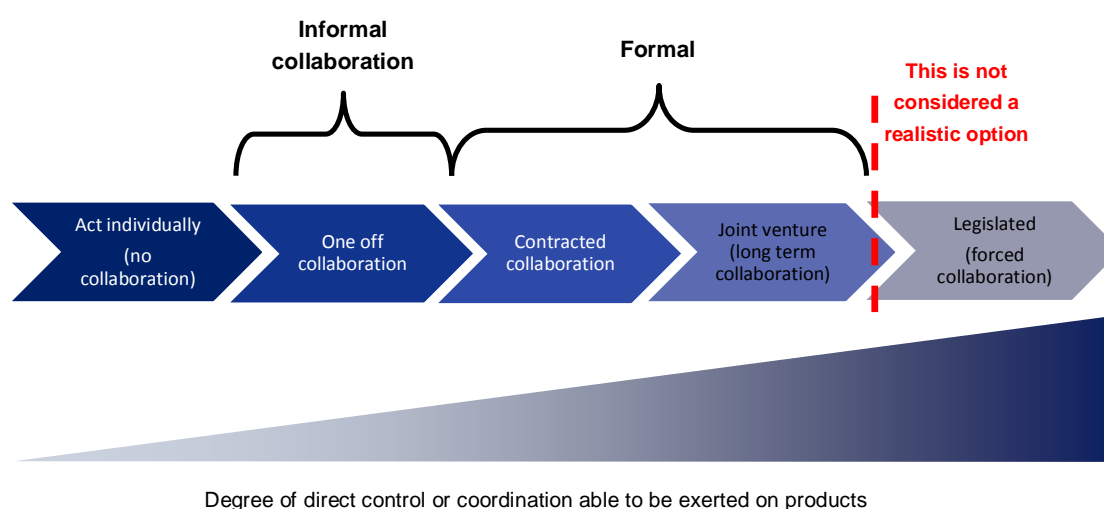 Informal
collaboration
Formal
This is not
considered a
realistic option
Act individually
(no
collaboration)
One off
collaboration
Contracted
collaboration
Joint venture
(long term
collaboration)
Legislated
(forced
collaboration)
Degree of direct control or coordination able to be exerted on products